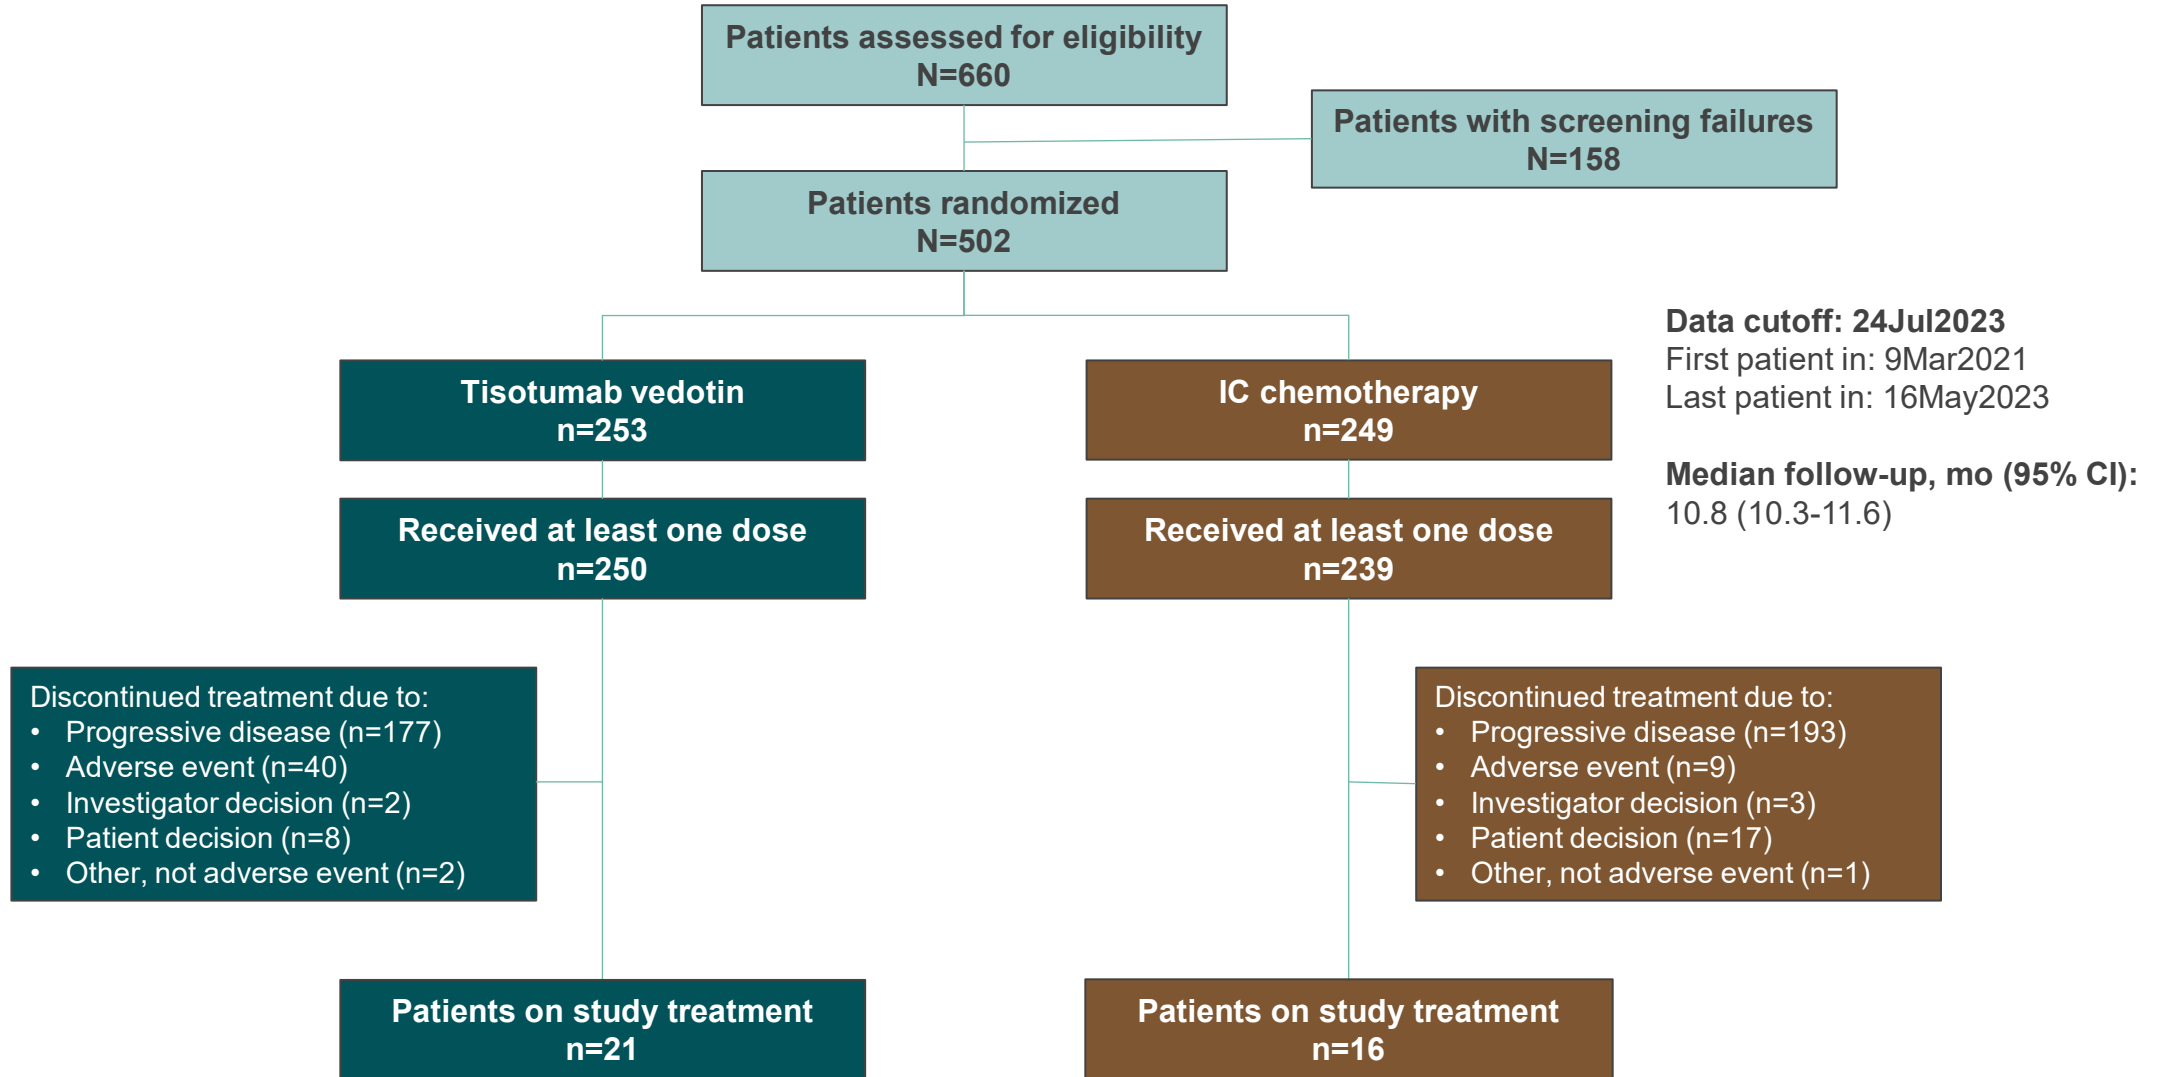 Patients assessed for eligibility
N=660
Patients with screening failures
N=158
Patients randomized
N=502
Tisotumab vedotin
n=253
IC chemotherapy
n=249
Data cutoff: 24Jul2023
First patient in: 9Mar2021
Last patient in: 16May2023
Median follow-up, mo (95% CI):
10.8 (10.3-11.6)
Received at least one dose
n=250
Received at least one dose
n=239
Discontinued treatment due to:
• Progressive disease (n=177)
• Adverse event (n=40)
• Investigator decision (n=2)
• Patient decision (n=8)
• Other, not adverse event (n=2)
Discontinued treatment due to:
• Progressive disease (n=193)
• Adverse event (n=9)
• Investigator decision (n=3)
• Patient decision (n=17)
• Other, not adverse event (n=1)
Patients on study treatment
n=21
Patients on study treatment
n=16